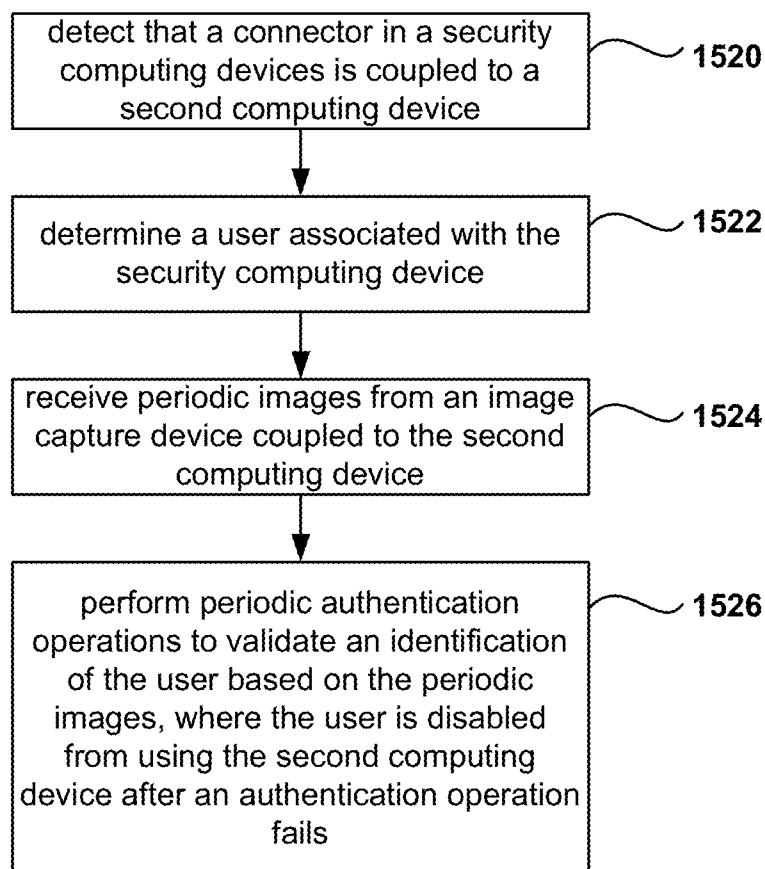 detect that a connector in a security
computing devices is coupled to a
second computing device
1520
determine a user associated with the
security computing device
1522
receive periodic images from an image
capture device coupled to the second
computing device
1524
perform periodic authentication
operations to validate an identification
of the user based on the periodic
images, where the user is disabled
from using the second computing
device after an authentication operation
fails
1526